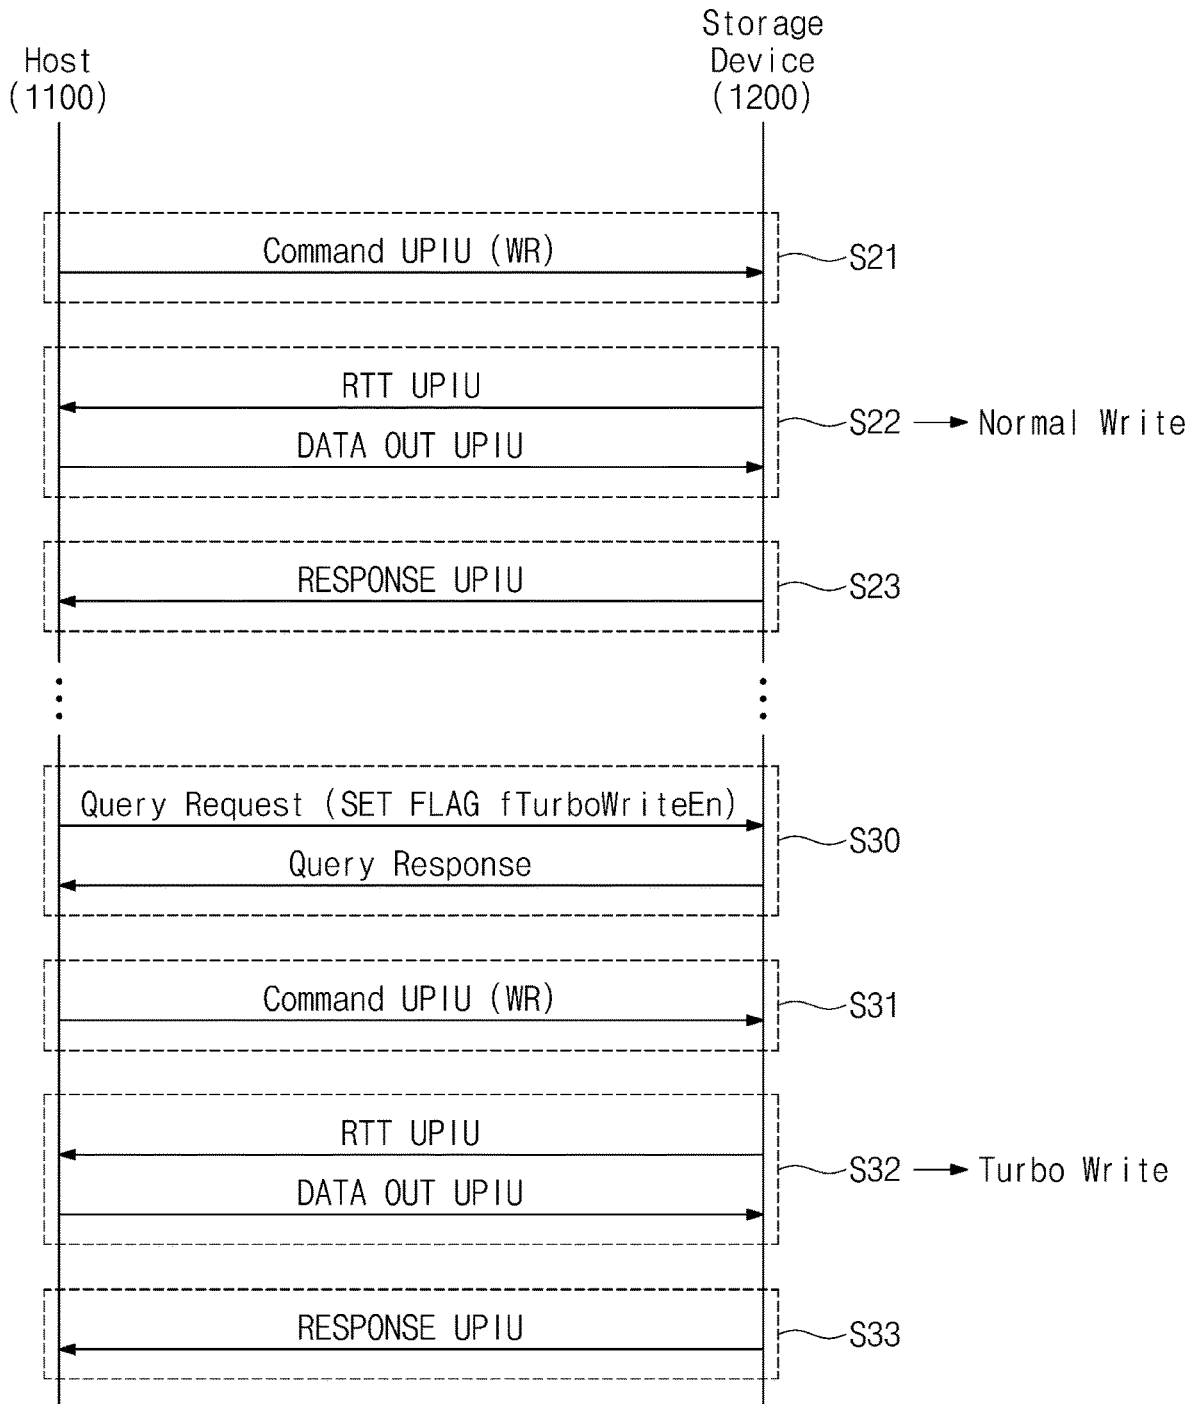 Host
(1100)
Storage
Device
(1200)
Command UPIU (WR)
S21
RTT UPIU
DATA OUT UPIU
S22
Normal Write
RESPONSE UPIU
S23
Query Request (SET FLAG fTurboWriteEn)
Query Response
S30
Command UPIU (WR)
S31
RTT UPIU
DATA OUT UPIU
S32
Turbo Write
RESPONSE UPIU
S33